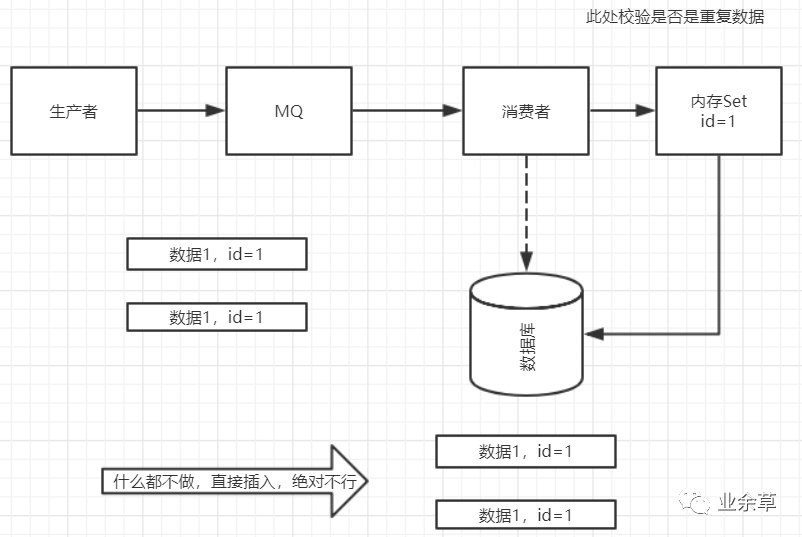 此处校验是否是重复数据
生产者
MQ
消费者
内存Set
id=1
数据1，id=1
数据1，id=1
数据库
什么都不做，直接插入，绝对不行
数据1，id=1
数据1，id=1
业余草